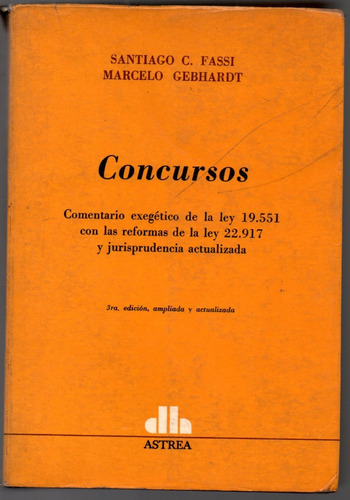 SANTIAGO C. FASSI
MARCELO GEBHARDT
Concursos
Comentario exegético de la ley 19.551
con las reformas de la ley 22.917
y jurisprudencia actualizada
3ra. edición, ampliada y actualizada
ASTREA